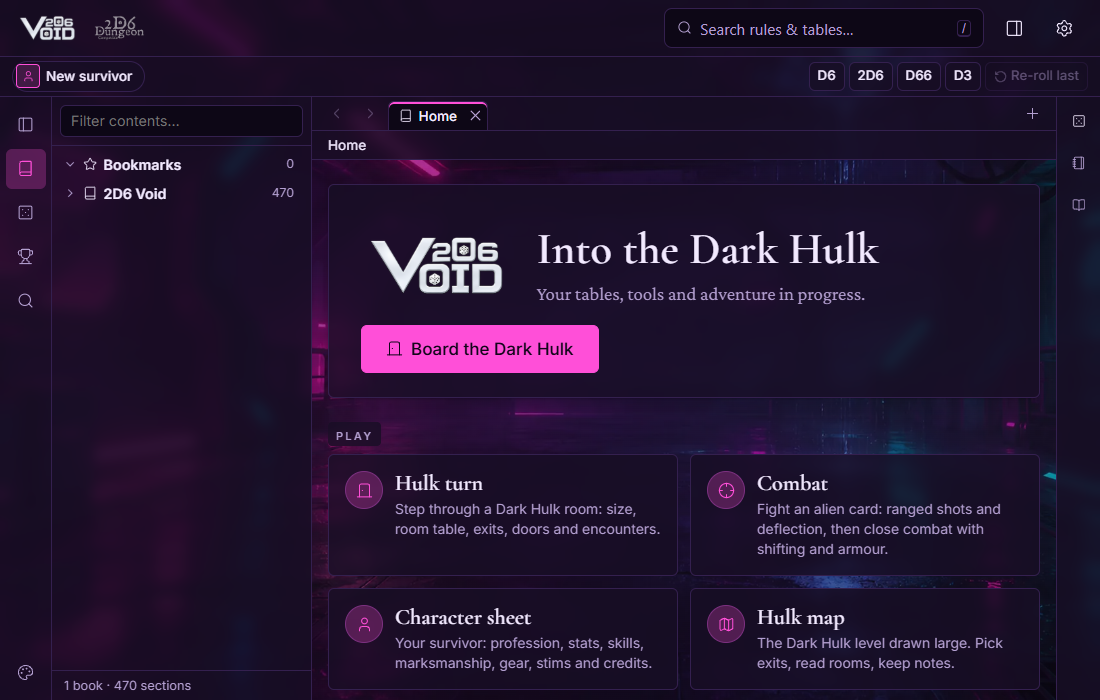 V2D6
VOID
2D6
Dungeon
Search rules & tables...
/
New survivor
D6
2D6
D66
D3
Re-roll last
Filter contents...
Bookmarks
0
2D6 Void
470
1 book · 470 sections
Home
Home
V2D6
VOID
Into the Dark Hulk
Your tables, tools and adventure in progress.
Board the Dark Hulk
PLAY
Hulk turn
Step through a Dark Hulk room: size,
room table, exits, doors and encounters.
Combat
Fight an alien card: ranged shots and
deflection, then close combat with
shifting and armour.
Character sheet
Your survivor: profession, stats, skills,
marksmanship, gear, stims and credits.
Hulk map
The Dark Hulk level drawn large. Pick
exits, read rooms, keep notes.